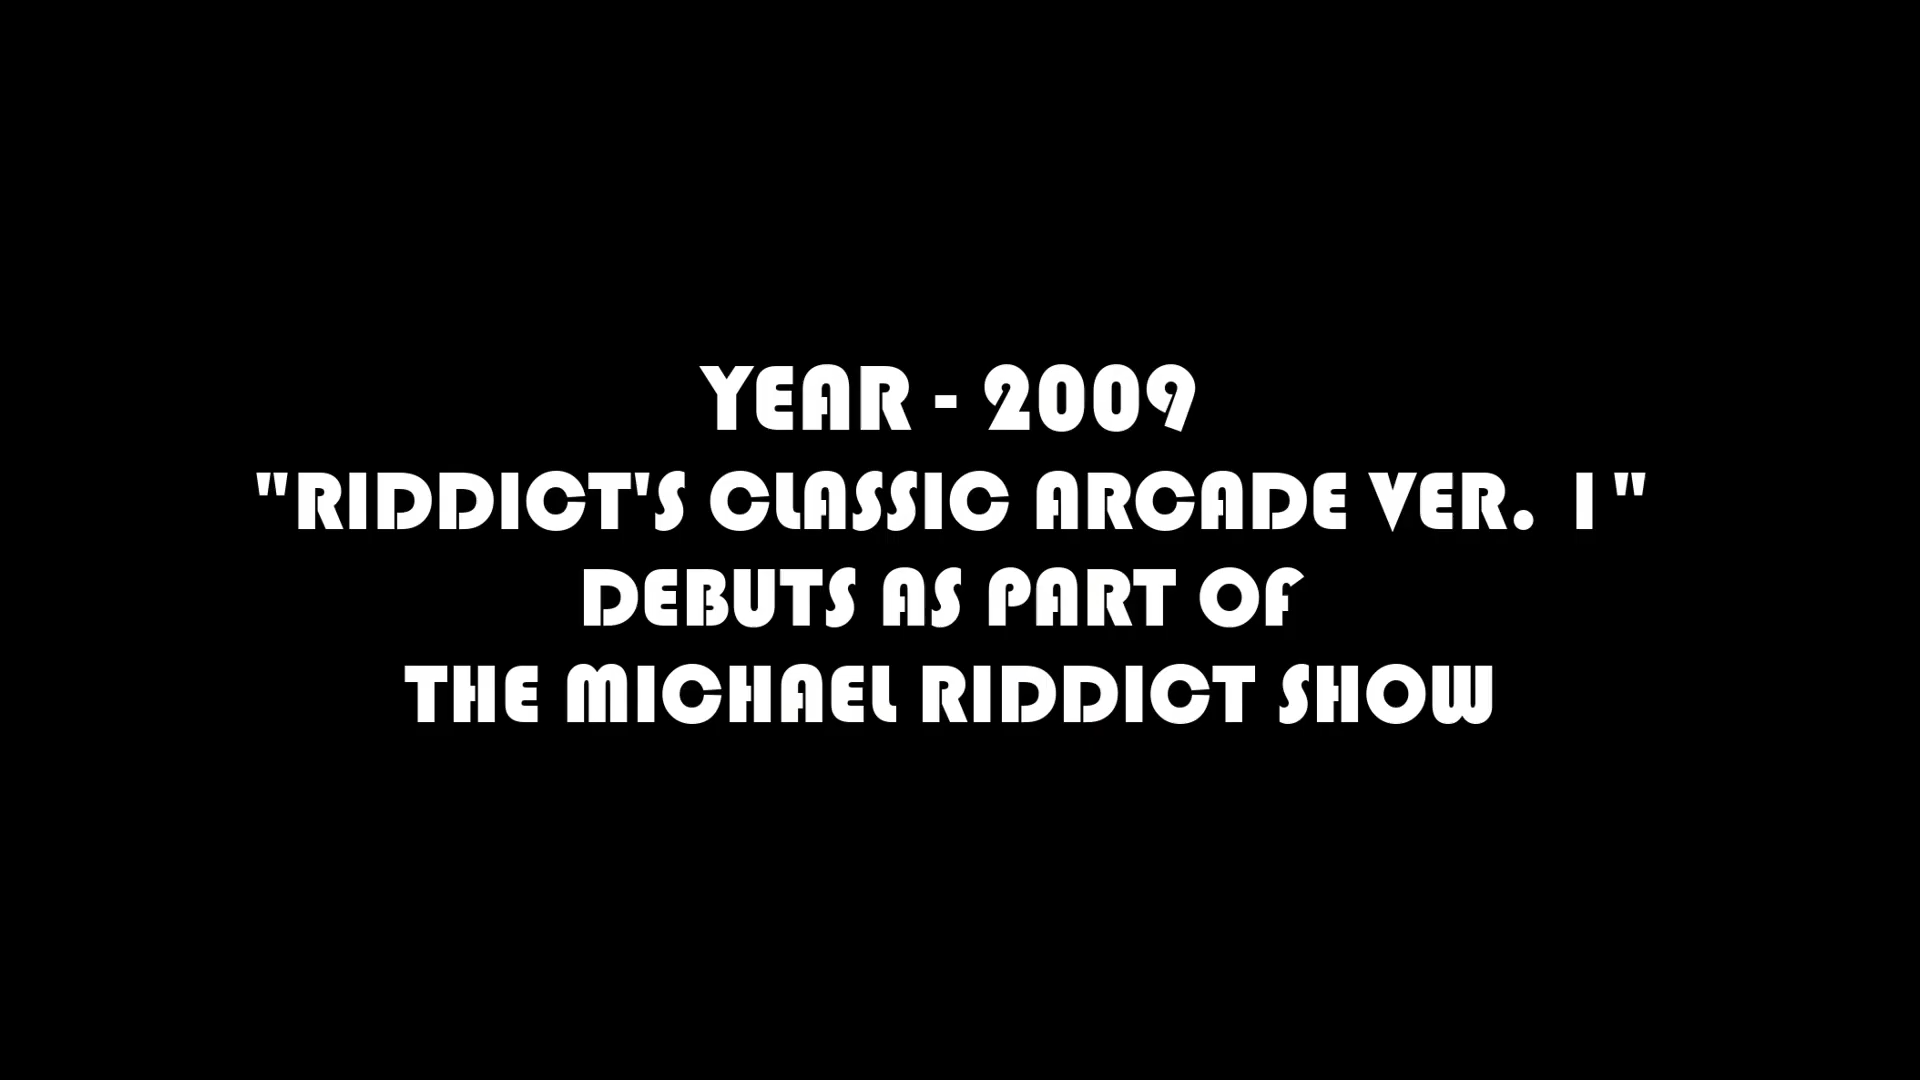 YEAR - 2009
"RIDDICT'S CLASSIC ARCADE VER. 1"
DEBUTS AS PART OF
THE MICHAEL RIDDICT SHOW